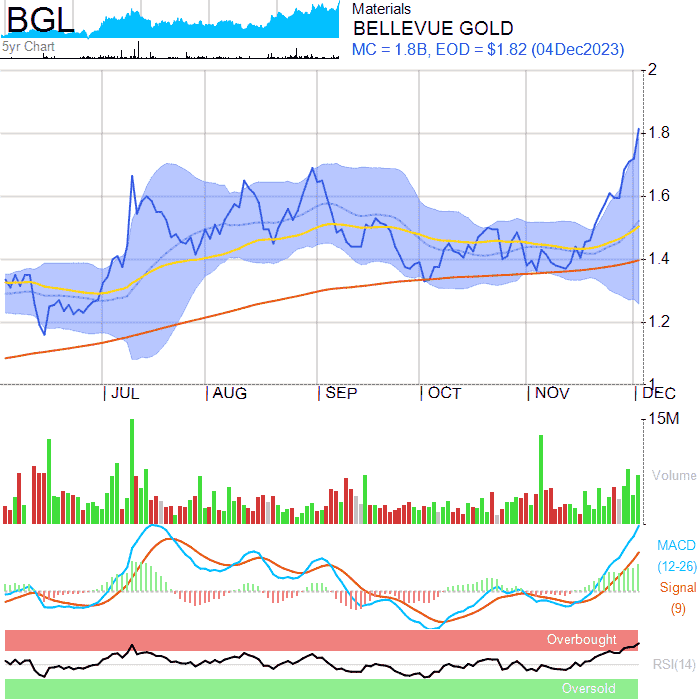 BGL
5yr Chart
Materials
BELLEVUE GOLD
MC = 1.8B, EOD = $1.82 (04Dec2023)
2
1.8
1.6
1.4
1.2
1
JUL AUG SEP OCT NOV DEC
15M
Volume
MACD
(12-26)
Signal
(9)
Overbought
RSI(14)
Oversold